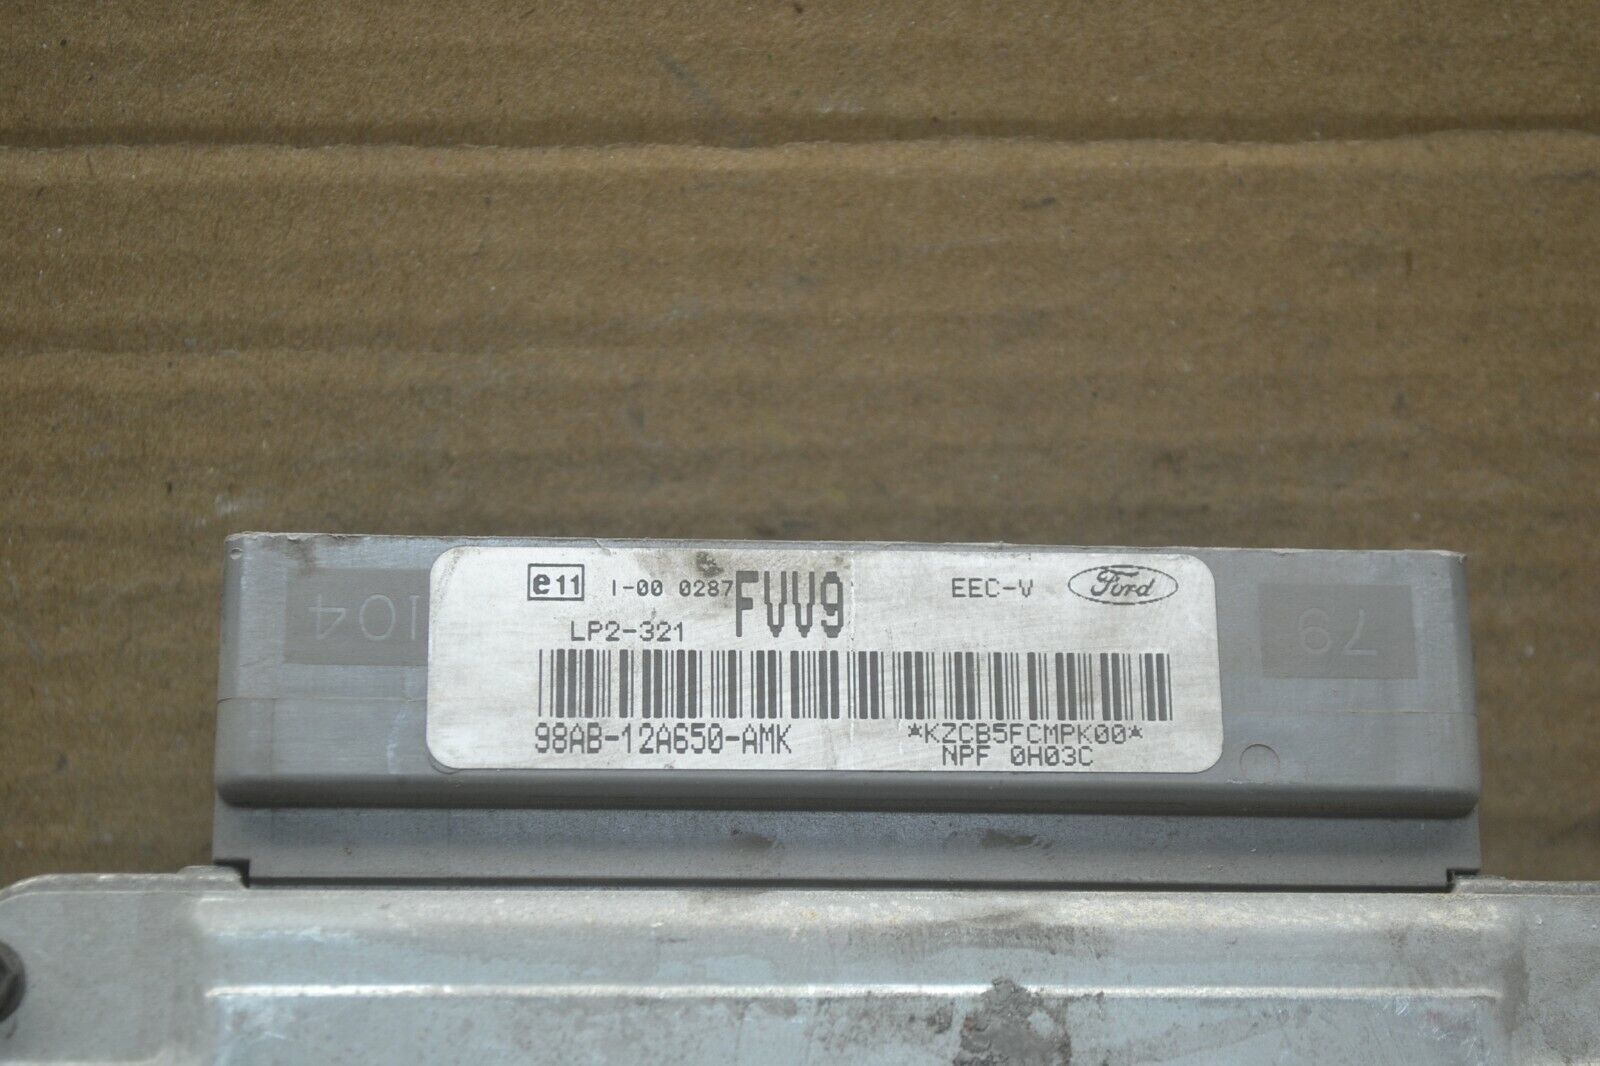 e11 1-00 0287 FVV9 EEC-V Ford
LP2-321
104
79
98AB-12A650-AMK *KZCB5FCMPK00*
NPF 0H03C